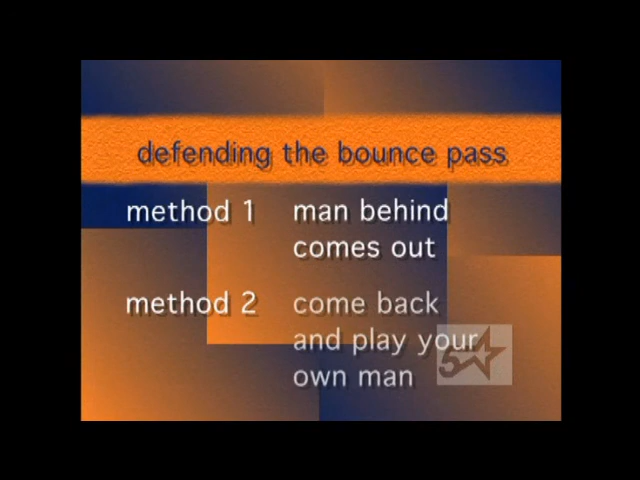 defending the bounce pass
method 1 man behind
comes out
method 2 come back
and play your
own man
5